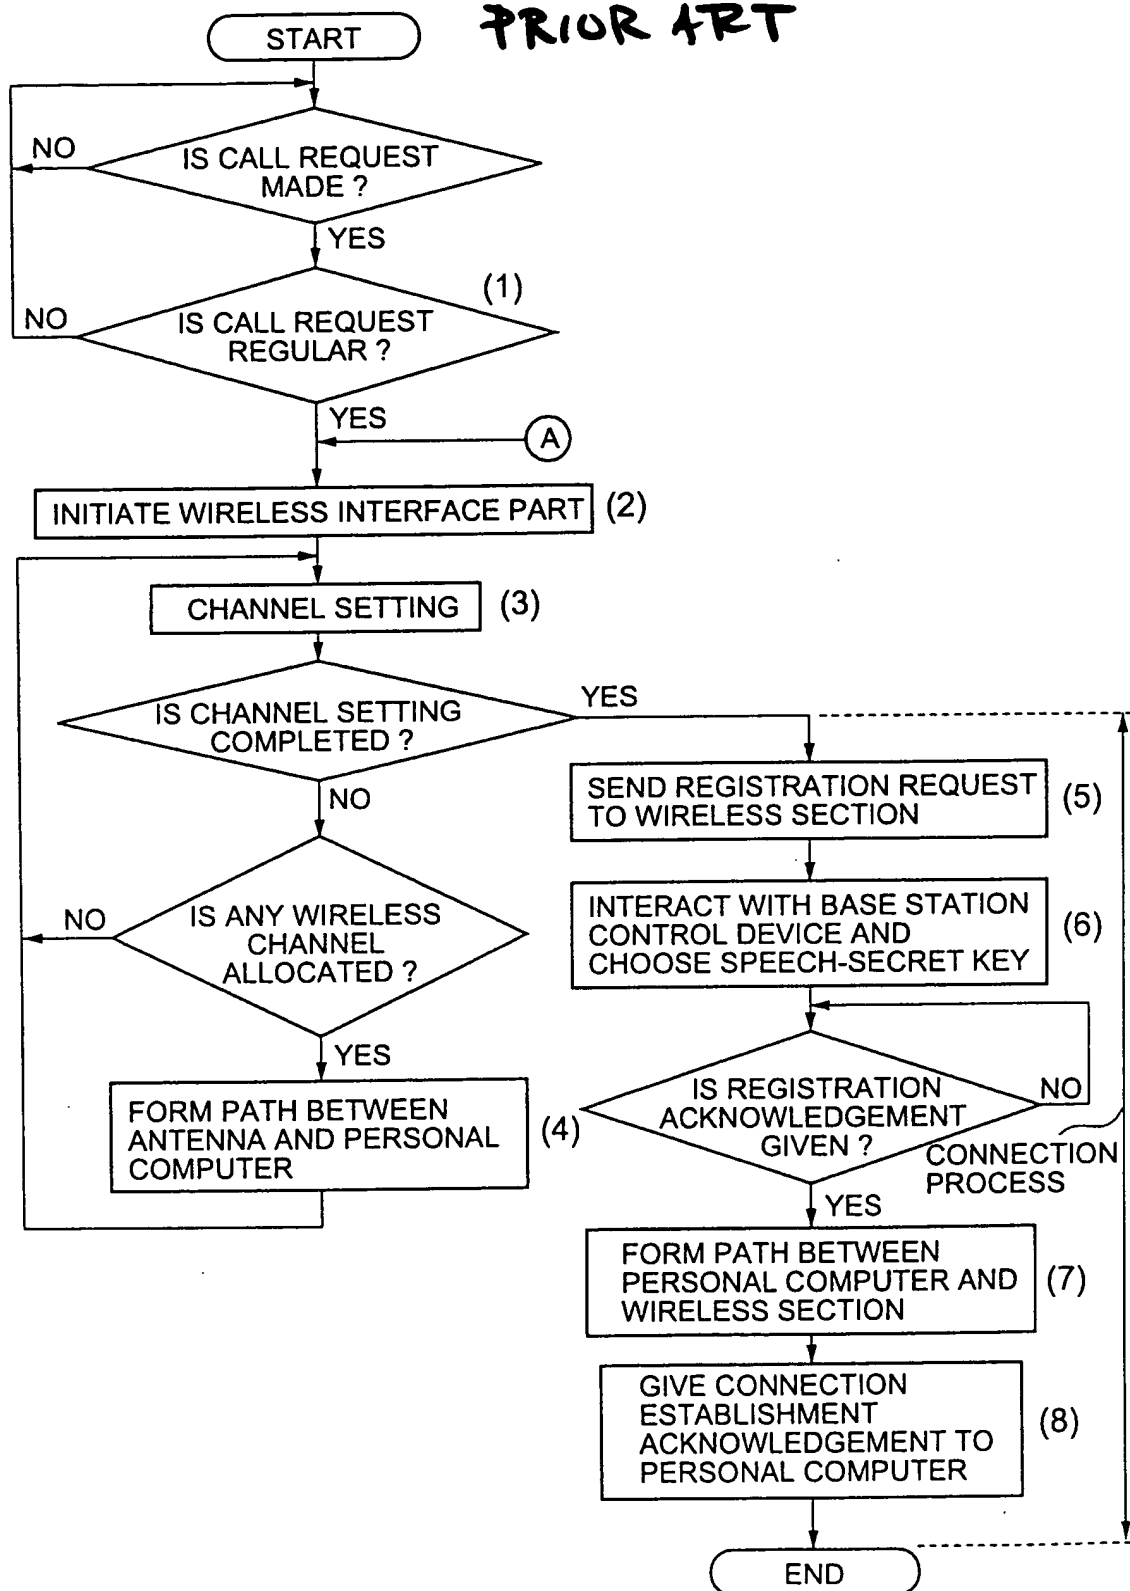 PRIOR ART
START
NO
IS CALL REQUEST
MADE ?
YES
(1)
NO
IS CALL REQUEST
REGULAR ?
YES
A
INITIATE WIRELESS INTERFACE PART
(2)
CHANNEL SETTING
(3)
YES
IS CHANNEL SETTING
COMPLETED ?
NO
NO
IS ANY WIRELESS
CHANNEL
ALLOCATED ?
YES
FORM PATH BETWEEN
ANTENNA AND PERSONAL
COMPUTER
(4)
SEND REGISTRATION REQUEST
TO WIRELESS SECTION
(5)
INTERACT WITH BASE STATION
CONTROL DEVICE AND
CHOOSE SPEECH-SECRET KEY
(6)
IS REGISTRATION
ACKNOWLEDGEMENT
GIVEN ?
NO
CONNECTION
PROCESS
YES
FORM PATH BETWEEN
PERSONAL COMPUTER AND
WIRELESS SECTION
(7)
GIVE CONNECTION
ESTABLISHMENT
ACKNOWLEDGEMENT TO
PERSONAL COMPUTER
(8)
END